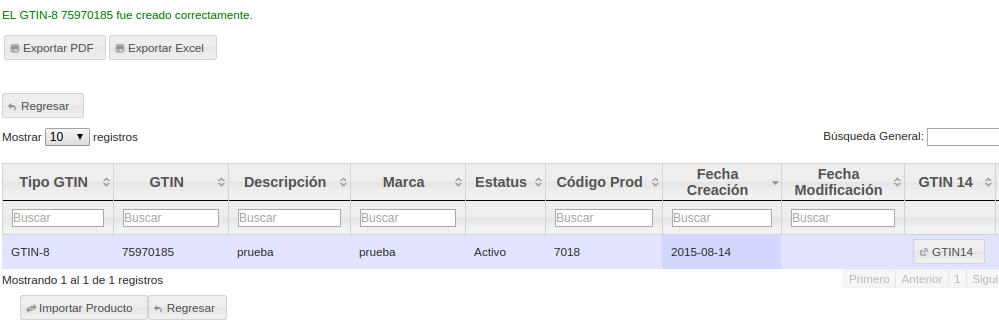 EL GTIN-8 75970185 fue creado correctamente.
Exportar PDF Exportar Excel
Regresar
Mostrar 10 registros Búsqueda General:
Tipo GTIN GTIN Descripción Marca Estatus Código Prod Fecha Creación Fecha Modificación GTIN 14
Buscar Buscar Buscar Buscar Buscar Buscar Buscar
GTIN-8 75970185 prueba prueba Activo 7018 2015-08-14 GTIN14
Mostrando 1 al 1 de 1 registros Primero Anterior 1 Sigui
Importar Producto Regresar